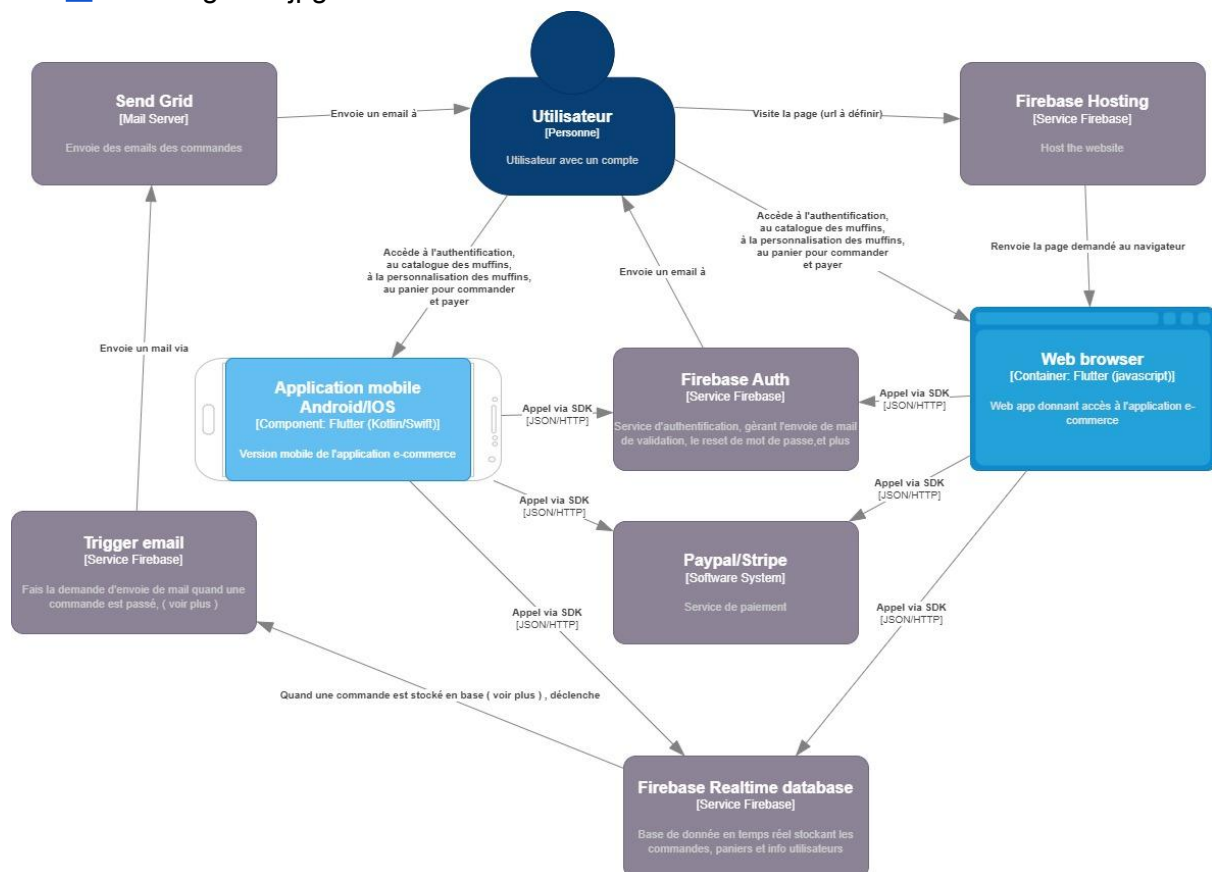 Send Grid
[Mail Server]
Envoie des emails des commandes
Envoie un email à
Utilisateur
[Personne]
Utilisateur avec un compte
Visite la page (url à définir)
Firebase Hosting
[Service Firebase]
Host the website
Accède à l'authentification,
au catalogue des muffins,
à la personnalisation des muffins,
au panier pour commander
et payer
Envoie un email à
Accède à l'authentification,
au catalogue des muffins,
à la personnalisation des muffins,
au panier pour commander
et payer
Renvoie la page demandé au navigateur
Envoie un mail via
Application mobile
Android/IOS
[Component: Flutter (Kotlin/Swift)]
Version mobile de l'application e-commerce
Appel via SDK
[JSON/HTTP]
Firebase Auth
[Service Firebase]
Service d'authentification, gèrant l'envoie de mail
de validation, le reset de mot de passe,et plus
Appel via SDK
[JSON/HTTP]
Web browser
[Container: Flutter (javascript)]
Web app donnant accès à l'application e-
commerce
Appel via SDK
[JSON/HTTP]
Appel via SDK
[JSON/HTTP]
Trigger email
[Service Firebase]
Fais la demande d'envoie de mail quand une
commande est passé, ( voir plus )
Paypal/Stripe
[Software System]
Service de paiement
Appel via SDK
[JSON/HTTP]
Appel via SDK
[JSON/HTTP]
Quand une commande est stocké en base ( voir plus ) , déclenche
Firebase Realtime database
[Service Firebase]
Base de donnée en temps réel stockant les
commandes, paniers et info utilisateurs